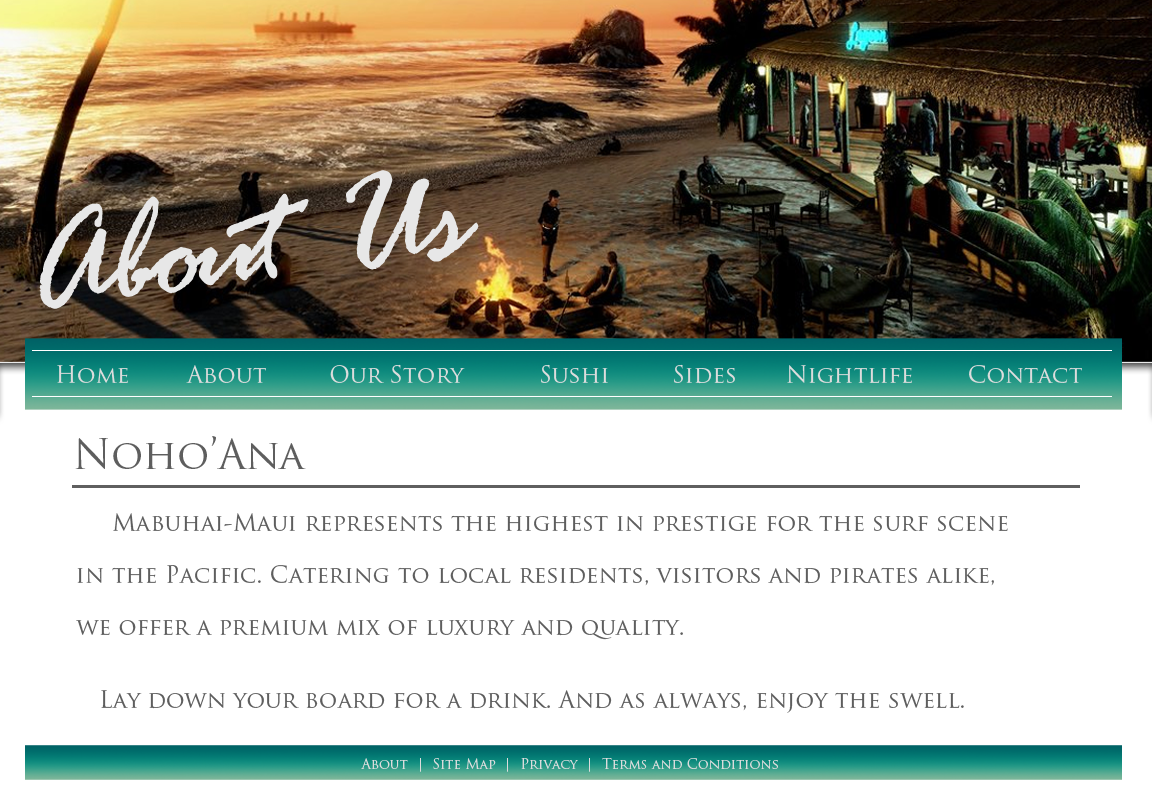 About Us
Home About Our Story Sushi Sides Nightlife Contact
Noho’Ana
Mabuhai-Maui represents the highest in prestige for the surf scene
in the Pacific. Catering to local residents, visitors and pirates alike,
we offer a premium mix of luxury and quality.
Lay down your board for a drink. And as always, enjoy the swell.
About | Site Map | Privacy | Terms and Conditions